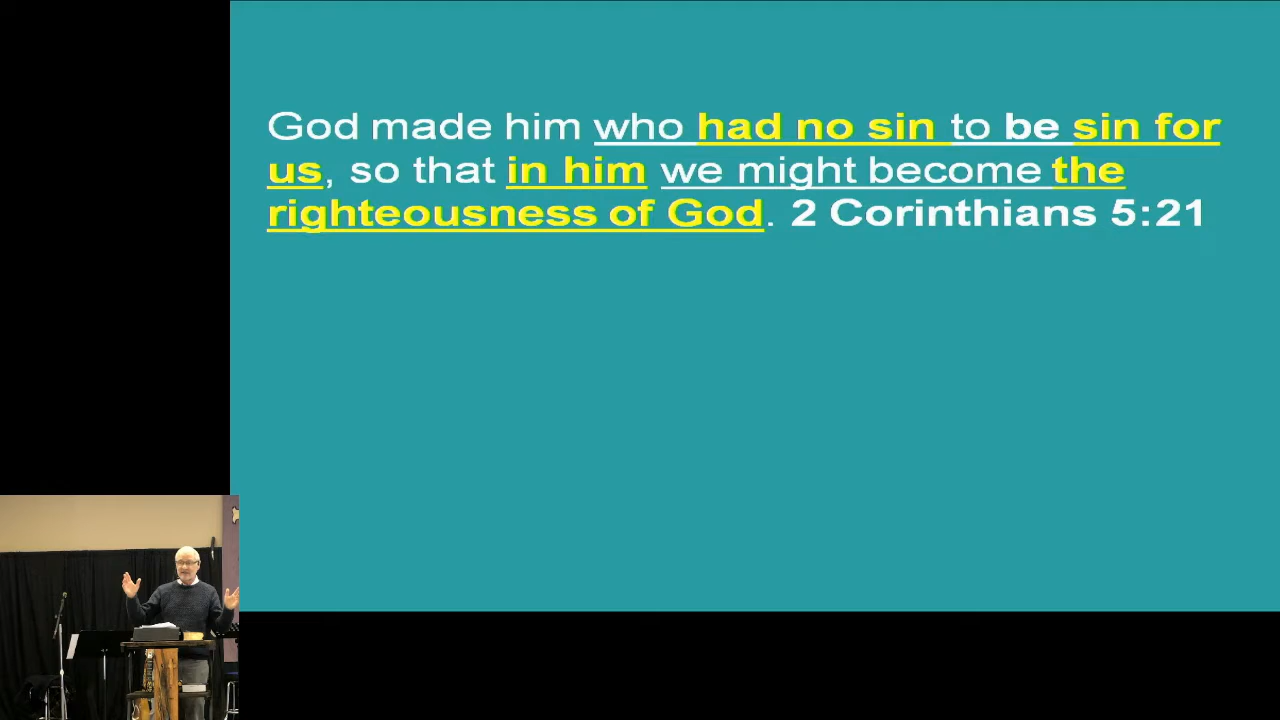 God made him who had no sin to be sin for
us, so that in him we might become the
righteousness of God. 2 Corinthians 5:21